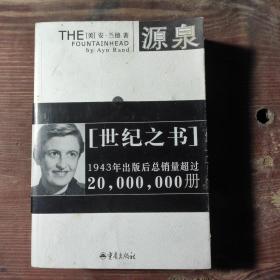 THE [美] 安·兰德 著
FOUNTAINHEAD
by Ayn Rand
源泉
[世纪之书]
1943年出版后总销量超过
20,000,000册
重庆出版社